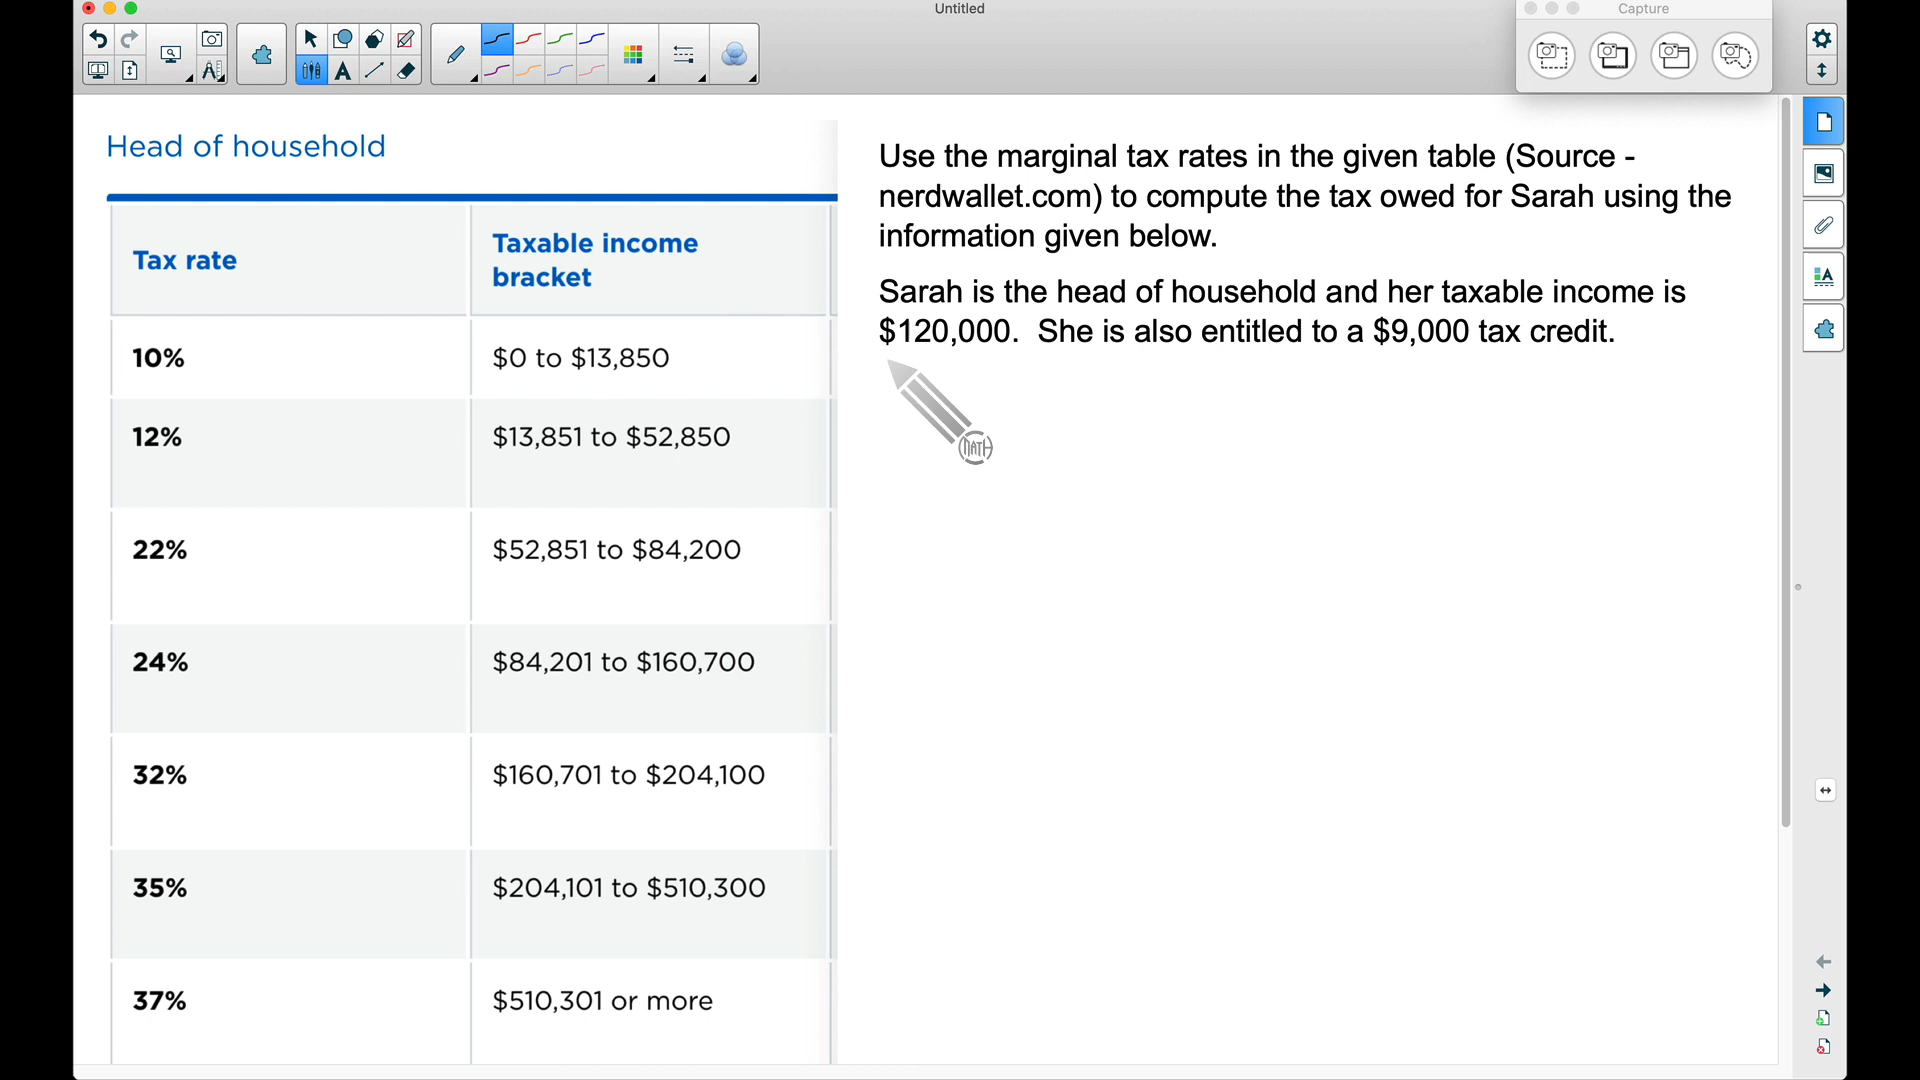 Untitled
Capture
Head of household
Use the marginal tax rates in the given table (Source -
nerdwallet.com) to compute the tax owed for Sarah using the
information given below.
Sarah is the head of household and her taxable income is
$120,000.  She is also entitled to a $9,000 tax credit.
Tax rate
Taxable income
bracket
10%
$0 to $13,850
12%
$13,851 to $52,850
22%
$52,851 to $84,200
24%
$84,201 to $160,700
32%
$160,701 to $204,100
35%
$204,101 to $510,300
37%
$510,301 or more
MATH